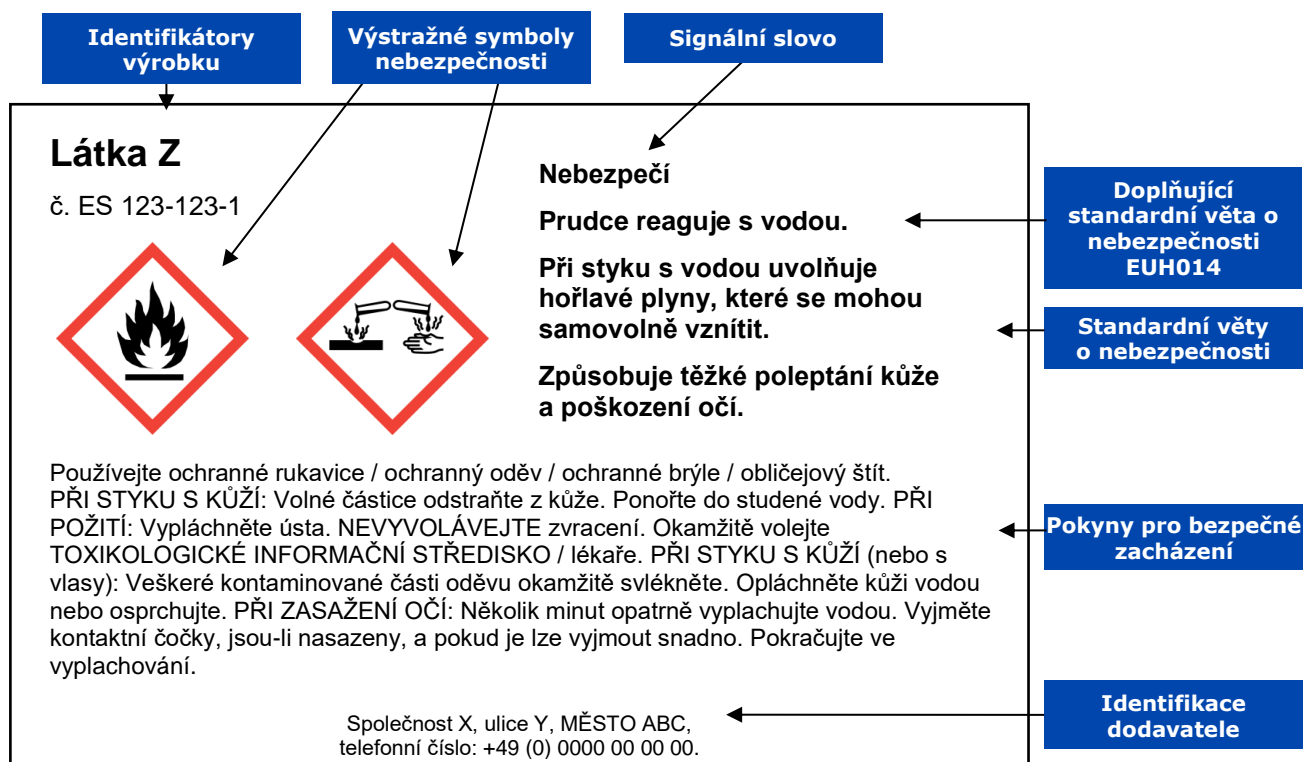 Identifikátory
výrobku
Výstražné symboly
nebezpečnosti
Signální slovo
Látka Z
č. ES 123-123-1
Nebezpečí
Prudce reaguje s vodou.
Při styku s vodou uvolňuje
hořlavé plyny, které se mohou
samovolně vznítit.
Způsobuje těžké poleptání kůže
a poškození očí.
Doplňující
standardní věta o
nebezpečnosti
EUH014
Standardní věty
o nebezpečnosti
Používejte ochranné rukavice / ochranný oděv / ochranné brýle / obličejový štít.
PŘI STYKU S KŮŽÍ: Volné částice odstraňte z kůže. Ponořte do studené vody. PŘI
POŽITÍ: Vypláchněte ústa. NEVYVOLÁVEJTE zvracení. Okamžitě volejte
TOXIKOLOGICKÉ INFORMAČNÍ STŘEDISKO / lékaře. PŘI STYKU S KŮŽÍ (nebo s
vlasy): Veškeré kontaminované části oděvu okamžitě svlékněte. Opláchněte kůži vodou
nebo osprchujte. PŘI ZASAŽENÍ OČÍ: Několik minut opatrně vyplachujte vodou. Vyjměte
kontaktní čočky, jsou-li nasazeny, a pokud je lze vyjmout snadno. Pokračujte ve
vyplachování.
Pokyny pro bezpečné
zacházení
Společnost X, ulice Y, MĚSTO ABC,
telefonní číslo: +49 (0) 0000 00 00 00.
Identifikace
dodavatele